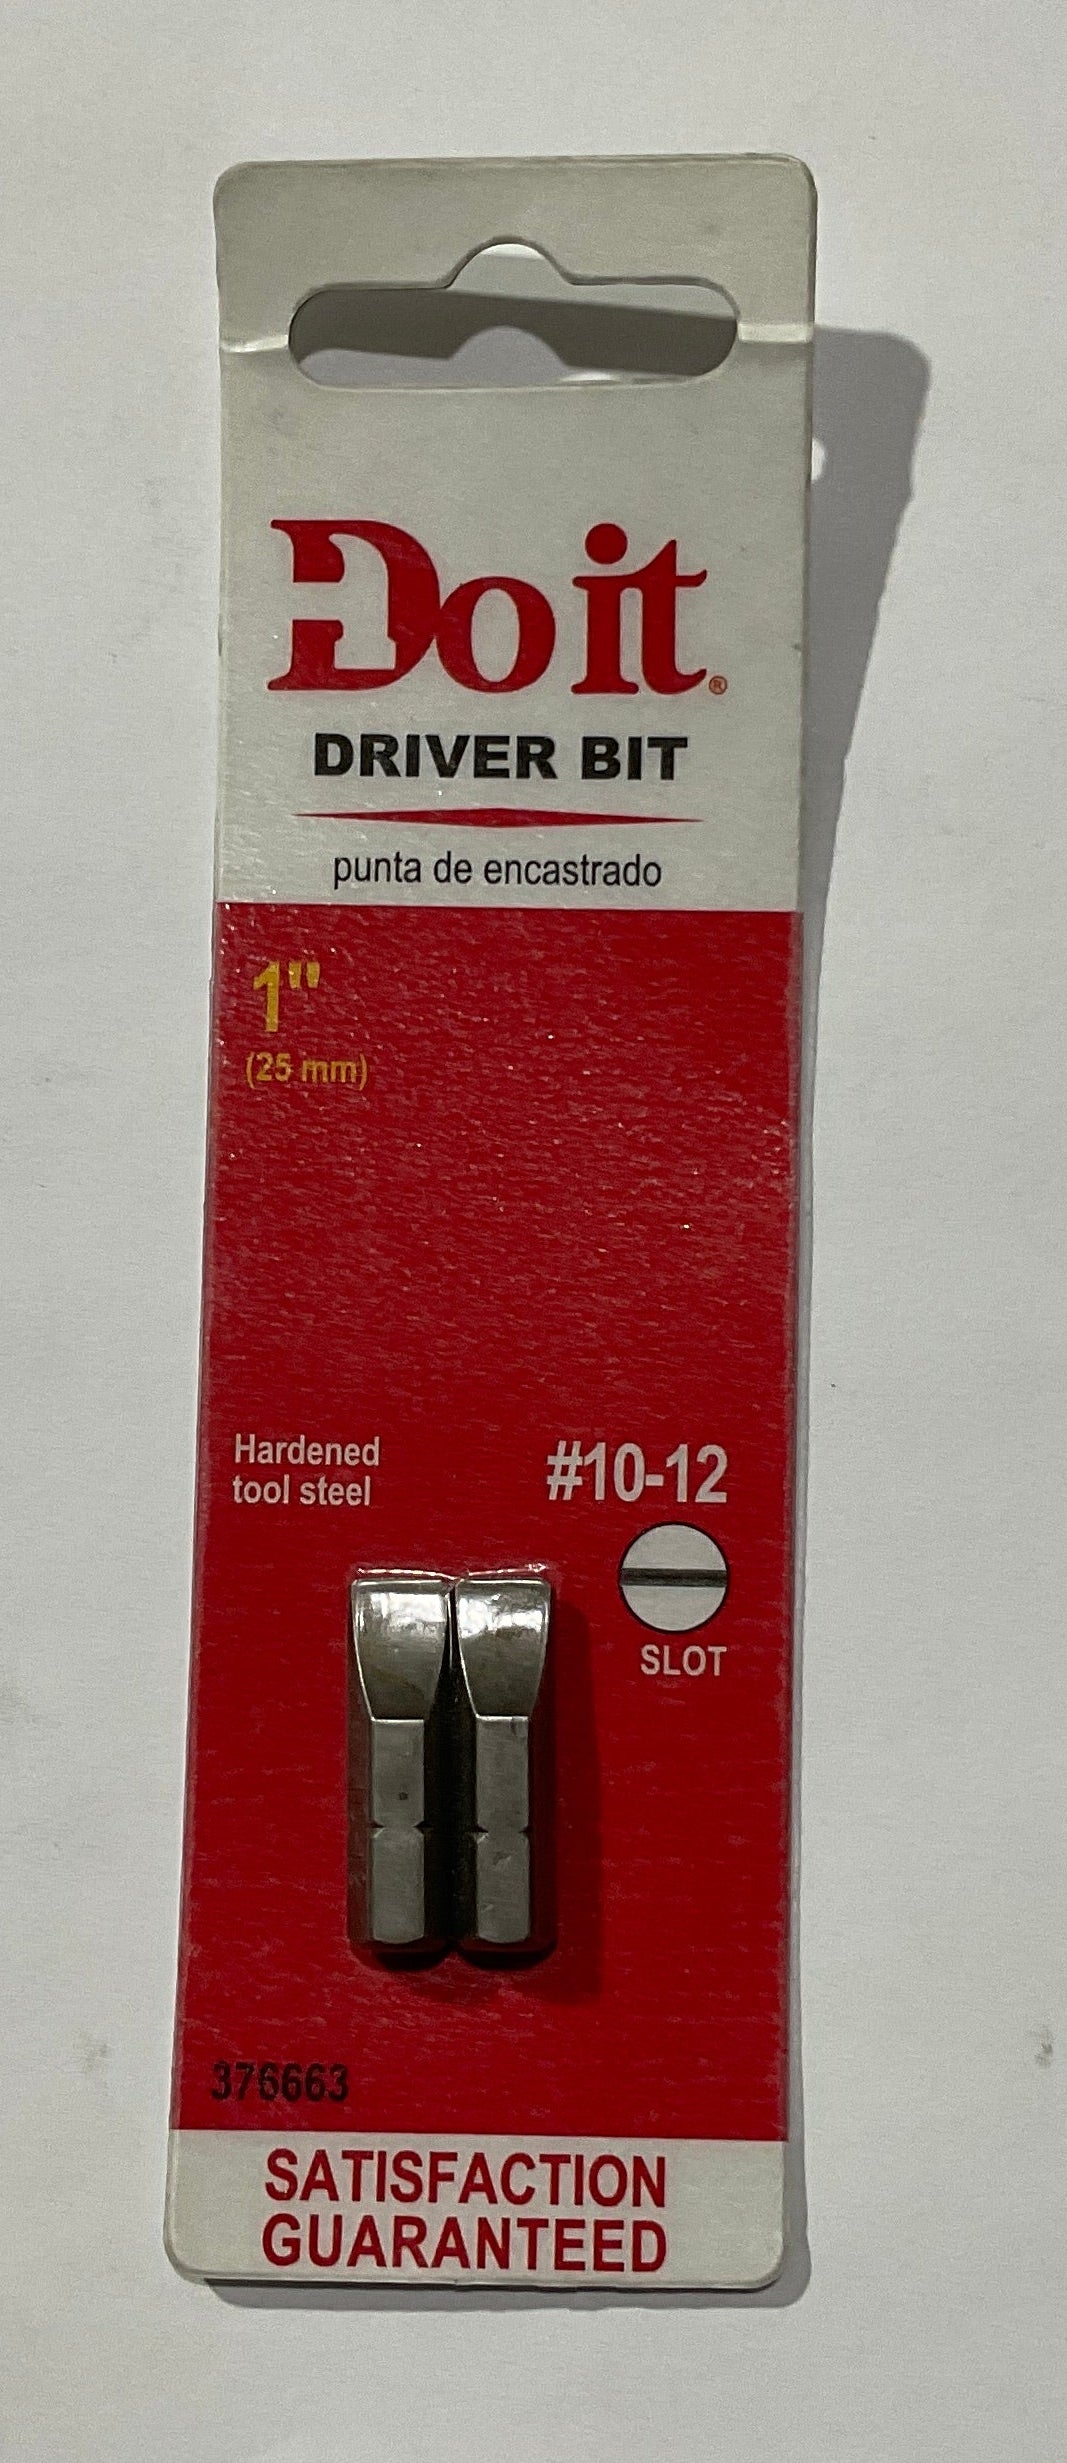 Do it®
DRIVER BIT
punta de encastrado
1"
(25 mm)
Hardened
tool steel
#10-12
SLOT
376663
SATISFACTION
GUARANTEED